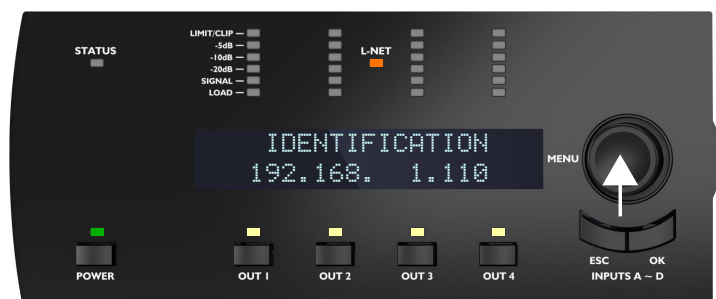 LIMIT/CLIP
-5dB
-10dB
-20dB
SIGNAL
LOAD
STATUS
L-NET
IDENTIFICATION
192.168.  1.110
MENU
ESC OK
POWER
OUT 1 OUT 2 OUT 3 OUT 4
INPUTS A ~ D